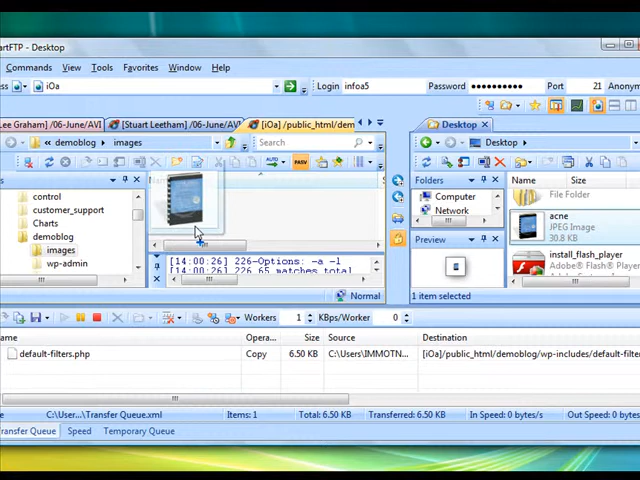 artFTP - Desktop
Commands View Tools Favorites Window Help
ss iOa Login infoa5 Password ●●●●●●●●●● Port 21 Anonym
Lee Graham] /06-June/AVI [Stuart Leetham] /06-June/AVI [iOa] /public_html/dem Desktop
« demoblog images Search Desktop
AUTO PASV
Folders
Computer
Network
Name
File Folder
acne
JPEG Image
30.8 KB
install_flash_player
Adobe® Flash® Player
Preview
control
customer_support
Charts
demoblog
images
wp-admin
[14:00:26] 226-Options: -a -l
[14:00:26] 226 65 matches total
Normal
1 item selected
Workers 1 KBps/Worker 0
ame Opera... Size Source Destination
default-filters.php Copy 6.50 KB C:\Users\IMMOTN... [iOa]/public_html/demoblog/wp-includes/default-filter
C:\User...\Transfer Queue.xml Items: 1 Total: 6.50 KB Transferred: 6.50 KB In Speed: 0 bytes/s Out Speed: 0 bytes
ransfer Queue Speed Temporary Queue